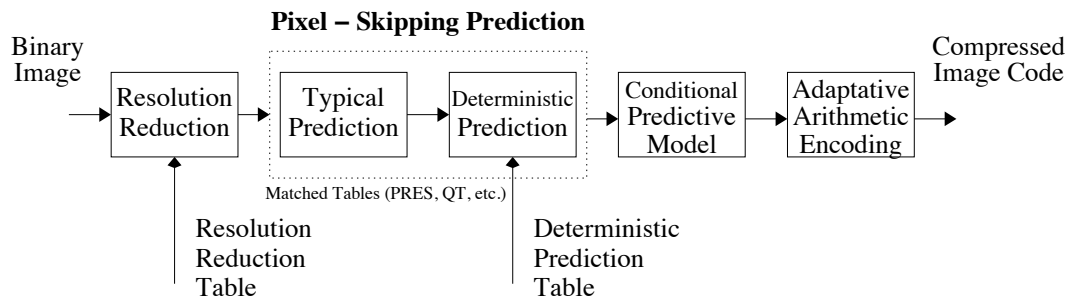 Pixel – Skipping Prediction
Binary
Image
Compressed
Image Code
Resolution
Reduction
Typical
Prediction
Deterministic
Prediction
Conditional
Predictive
Model
Adaptative
Arithmetic
Encoding
Matched Tables (PRES, QT, etc.)
Resolution
Reduction
Table
Deterministic
Prediction
Table